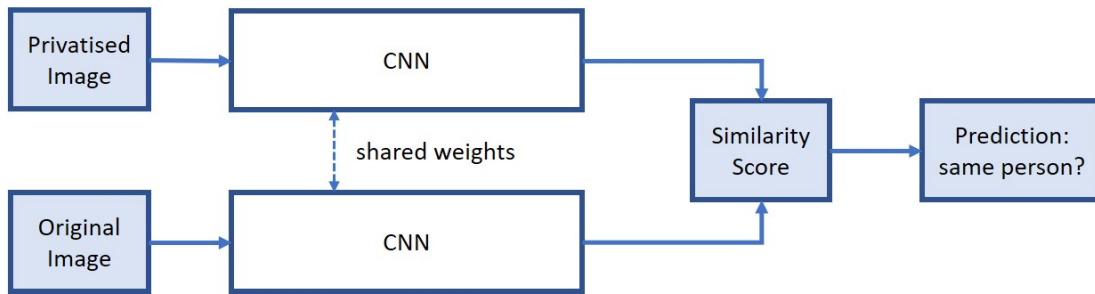 Privatised
Image
CNN
shared weights
Similarity
Score
Prediction:
same person?
Original
Image
CNN